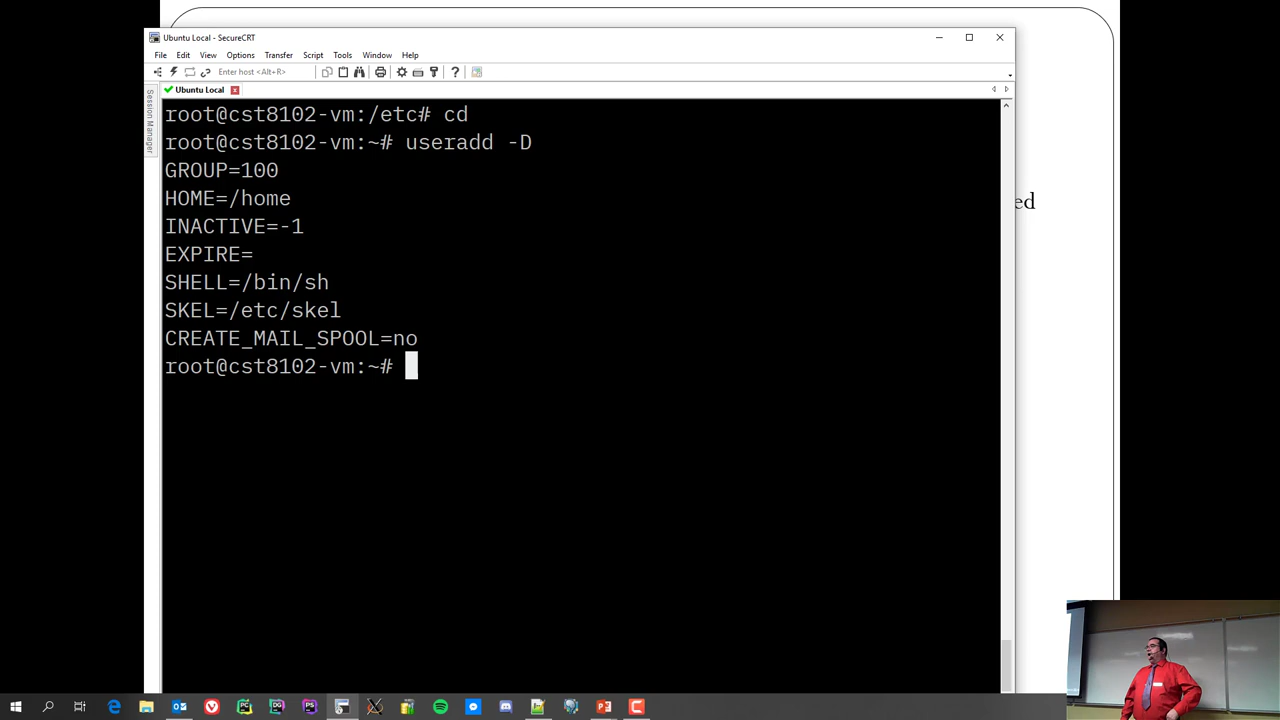 Ubuntu Local - SecureCRT
File Edit View Options Transfer Script Tools Window Help
Enter host <Alt+R>
Session Manager
Ubuntu Local
root@cst8102-vm:/etc# cd
root@cst8102-vm:~# useradd -D
GROUP=100
HOME=/home
INACTIVE=-1
EXPIRE=
SHELL=/bin/sh
SKEL=/etc/skel
CREATE_MAIL_SPOOL=no
root@cst8102-vm:~#
ed